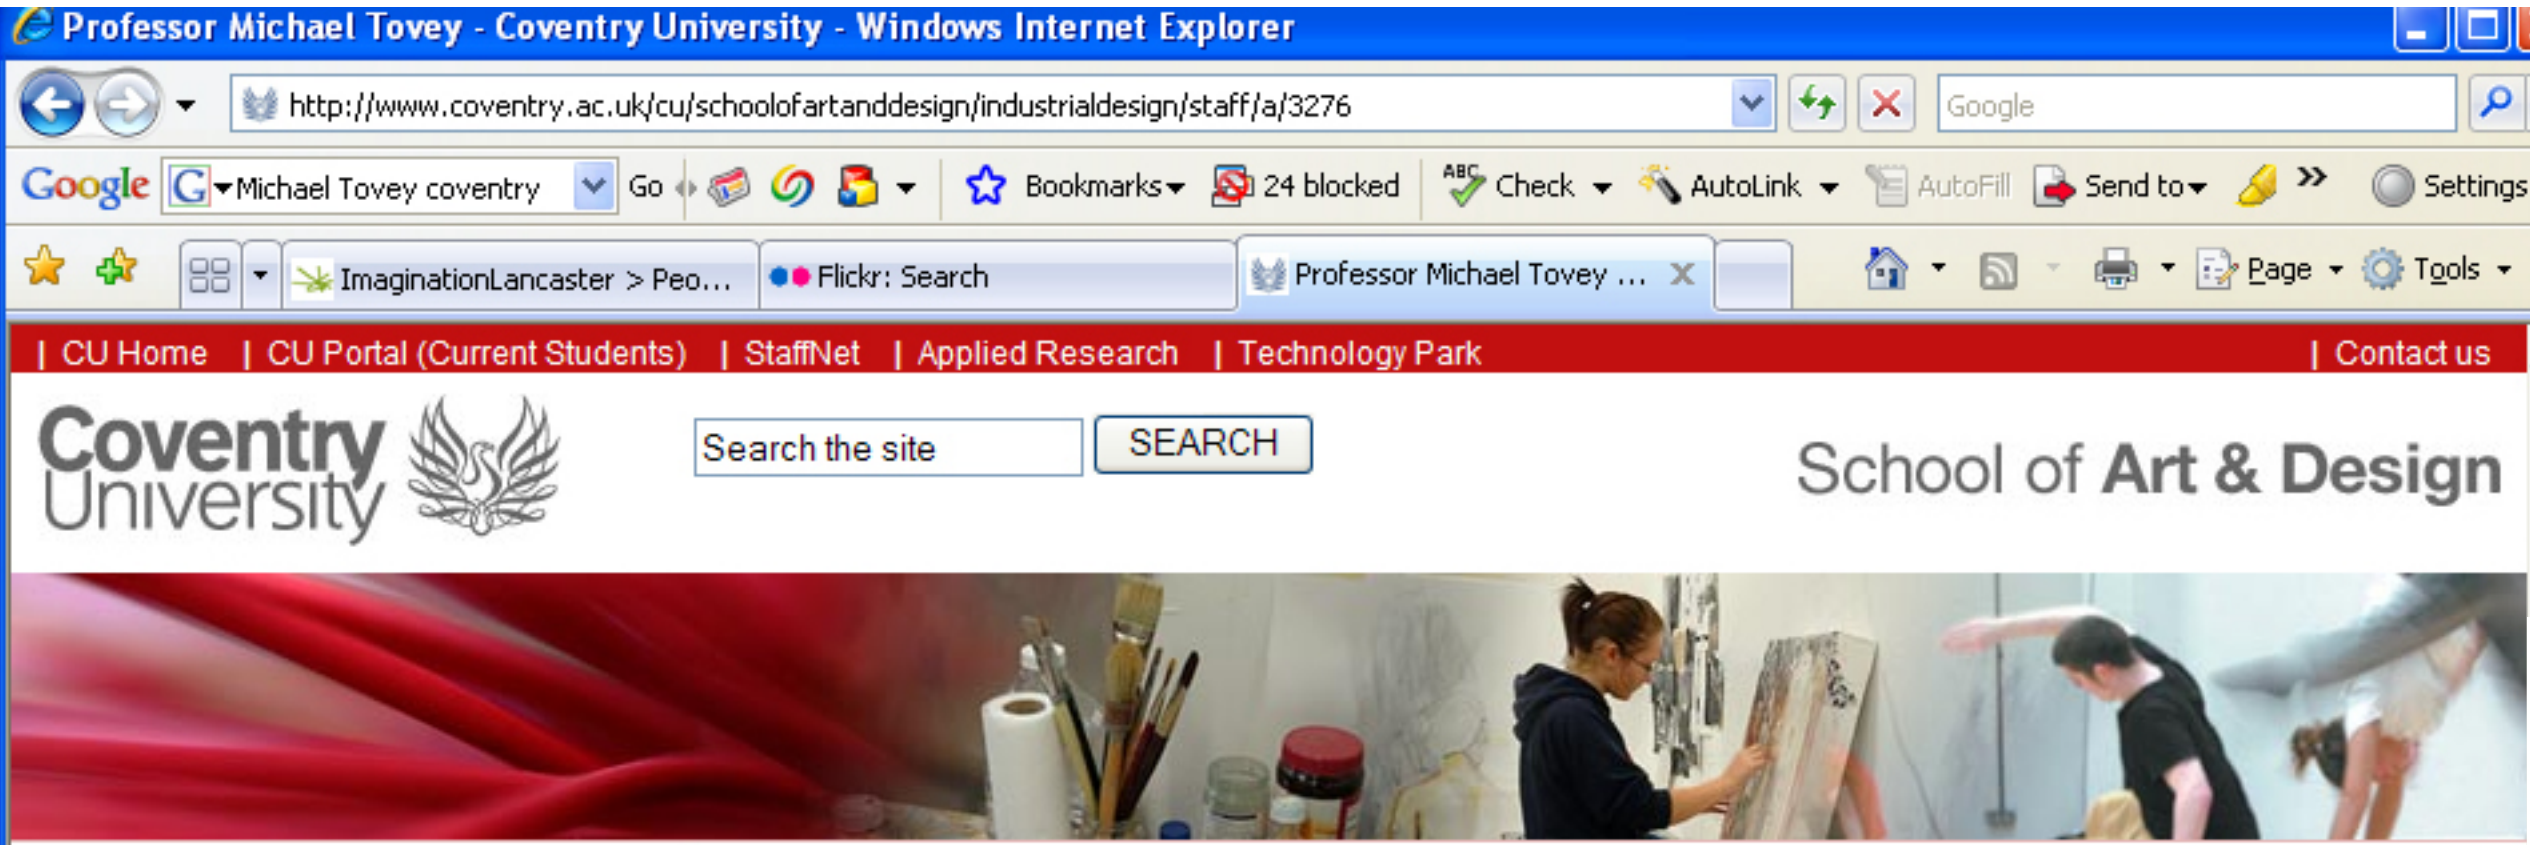 Professor Michael Tovey - Coventry University - Windows Internet Explorer
http://www.coventry.ac.uk/cu/schoolofartanddesign/industrialdesign/staff/a/3276
Google
Google G Michael Tovey coventry Go Bookmarks 24 blocked ABC Check AutoLink AutoFill Send to » Settings
ImaginationLancaster > Peo... Flickr: Search Professor Michael Tovey ... X Page Tools
| CU Home | CU Portal (Current Students) | StaffNet | Applied Research | Technology Park | Contact us
Coventry
University
Search the site SEARCH
School of Art & Design